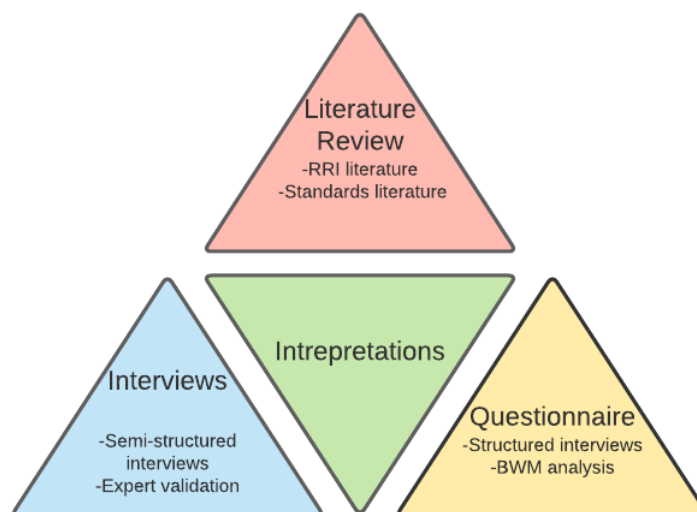 Literature
Review
-RRI literature
-Standards literature
Intrepretations
Interviews
-Semi-structured
interviews
-Expert validation
Questionnaire
-Structured interviews
-BWM analysis